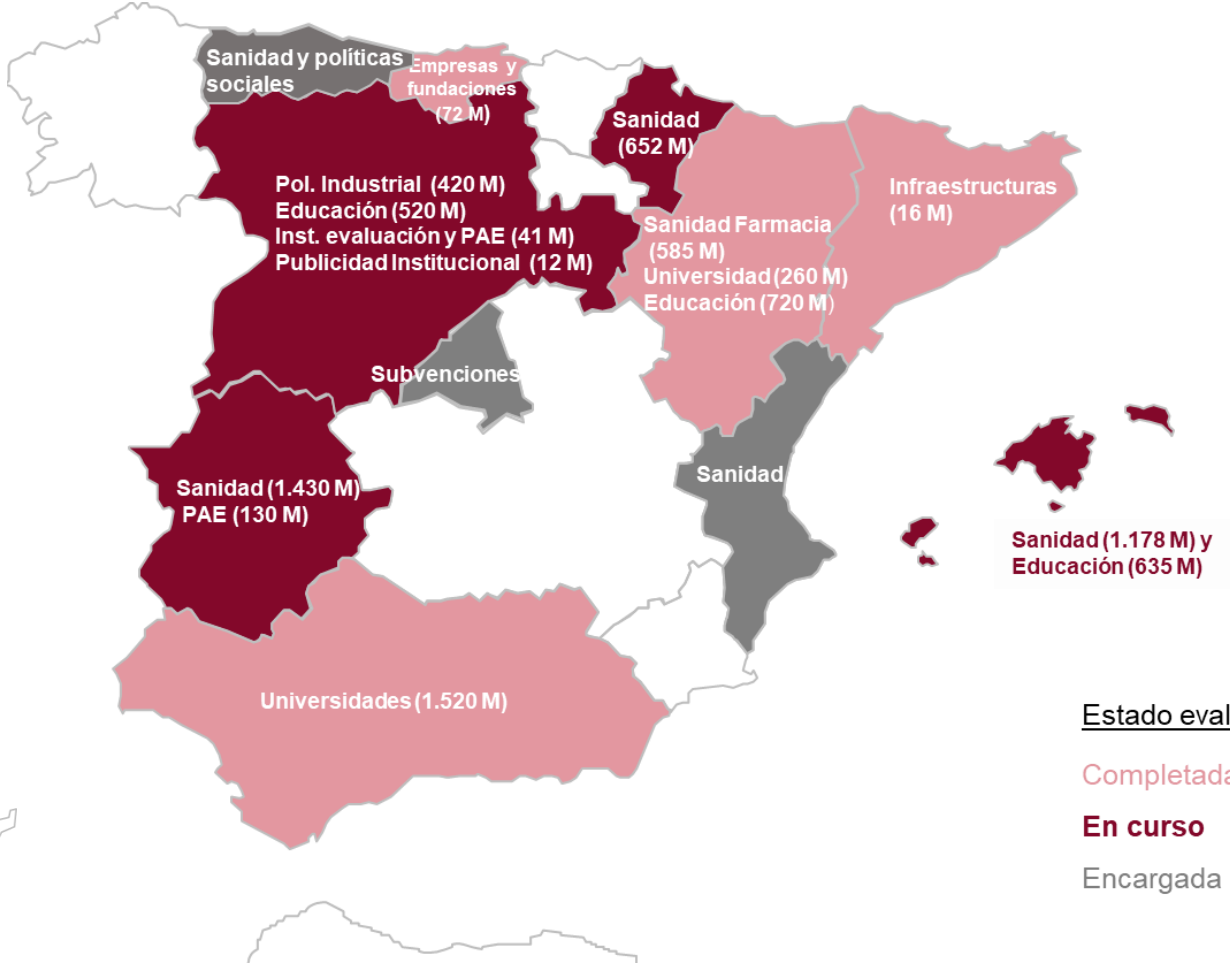 Sanidad y políticas
sociales
Empresas y
fundaciones
(72 M)
Sanidad
(652 M)
Pol. Industrial (420 M)
Educación (520 M)
Inst. evaluación y PAE (41 M)
Publicidad Institucional (12 M)
Infraestructuras
(16 M)
Sanidad Farmacia
(585 M)
Universidad (260 M)
Educación (720 M)
Subvenciones
Sanidad (1.430 M)
PAE (130 M)
Sanidad
Sanidad (1.178 M) y
Educación (635 M)
Universidades (1.520 M)
Estado eval
Completada
En curso
Encargada